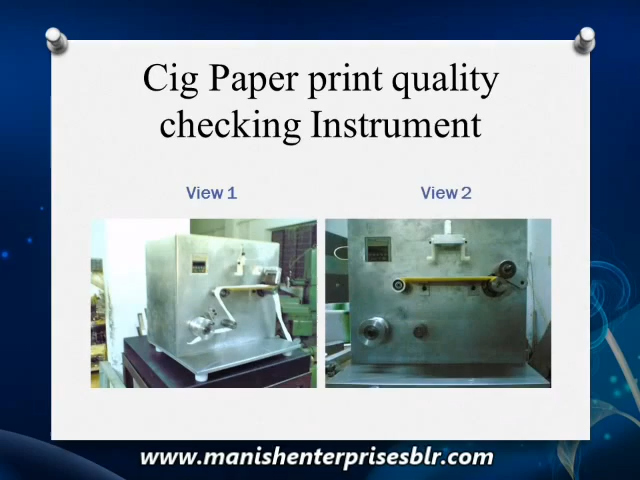 Cig Paper print quality
checking Instrument
View 1
View 2
www.manishenterprisesblr.com